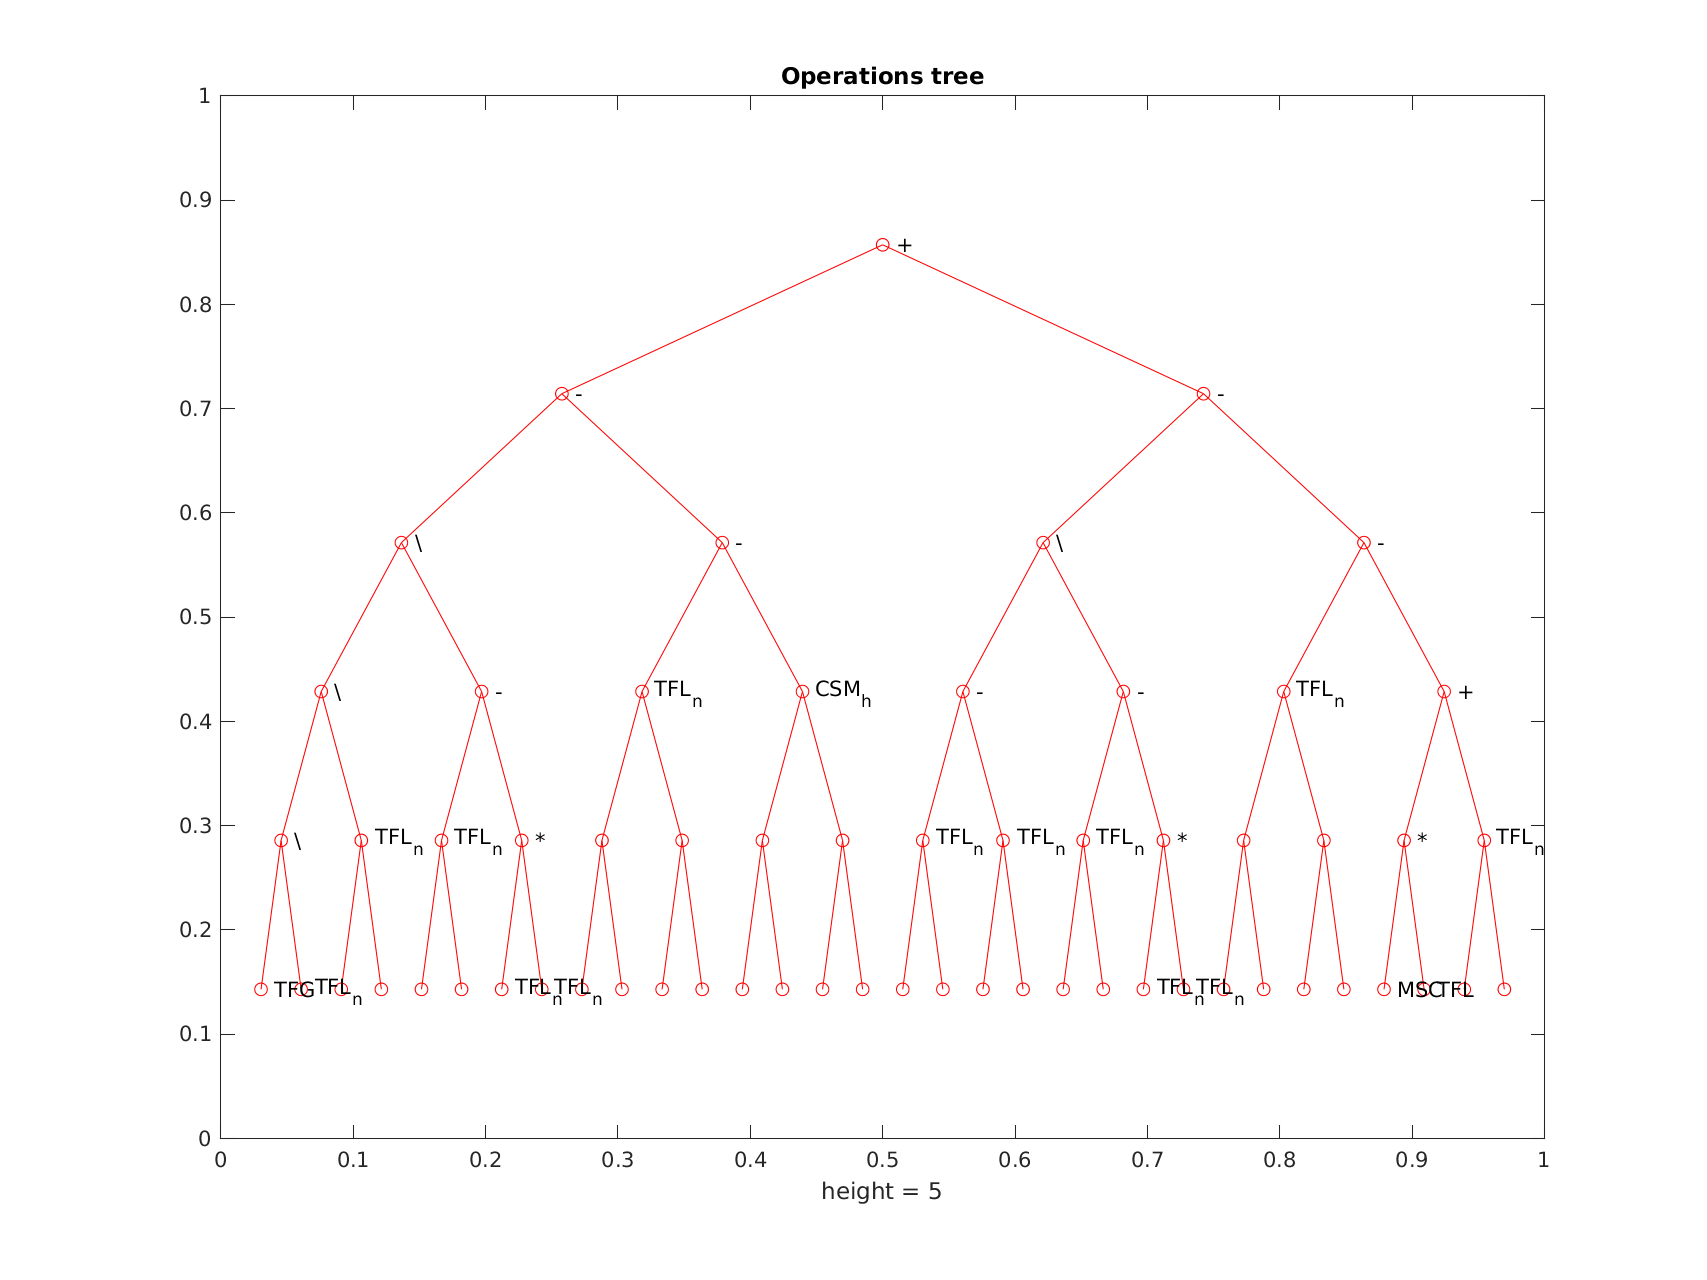 Operations tree
1
0.9
+
0.8
- -
0.7
0.6
\ - \ -
0.5
\ - TFLn CSMh - - TFLn +
0.4
0.3
\ TFLn TFLn * TFLn TFLn TFLn * * TFLn
0.2
TFG TFLn TFLn TFLn TFLn TFLn MSC TFL
0.1
0
0 0.1 0.2 0.3 0.4 0.5 0.6 0.7 0.8 0.9 1
height = 5